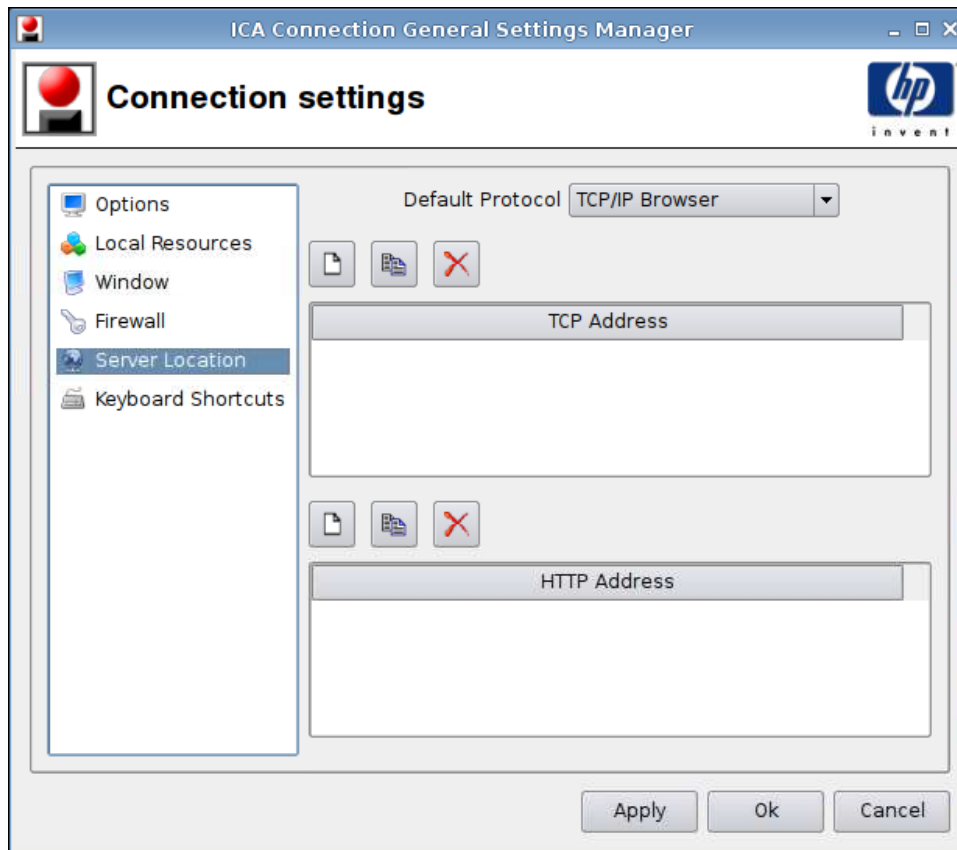 ICA Connection General Settings Manager
Connection settings
hp
invent
Options
Local Resources
Window
Firewall
Server Location
Keyboard Shortcuts
Default Protocol TCP/IP Browser
TCP Address
HTTP Address
Apply Ok Cancel